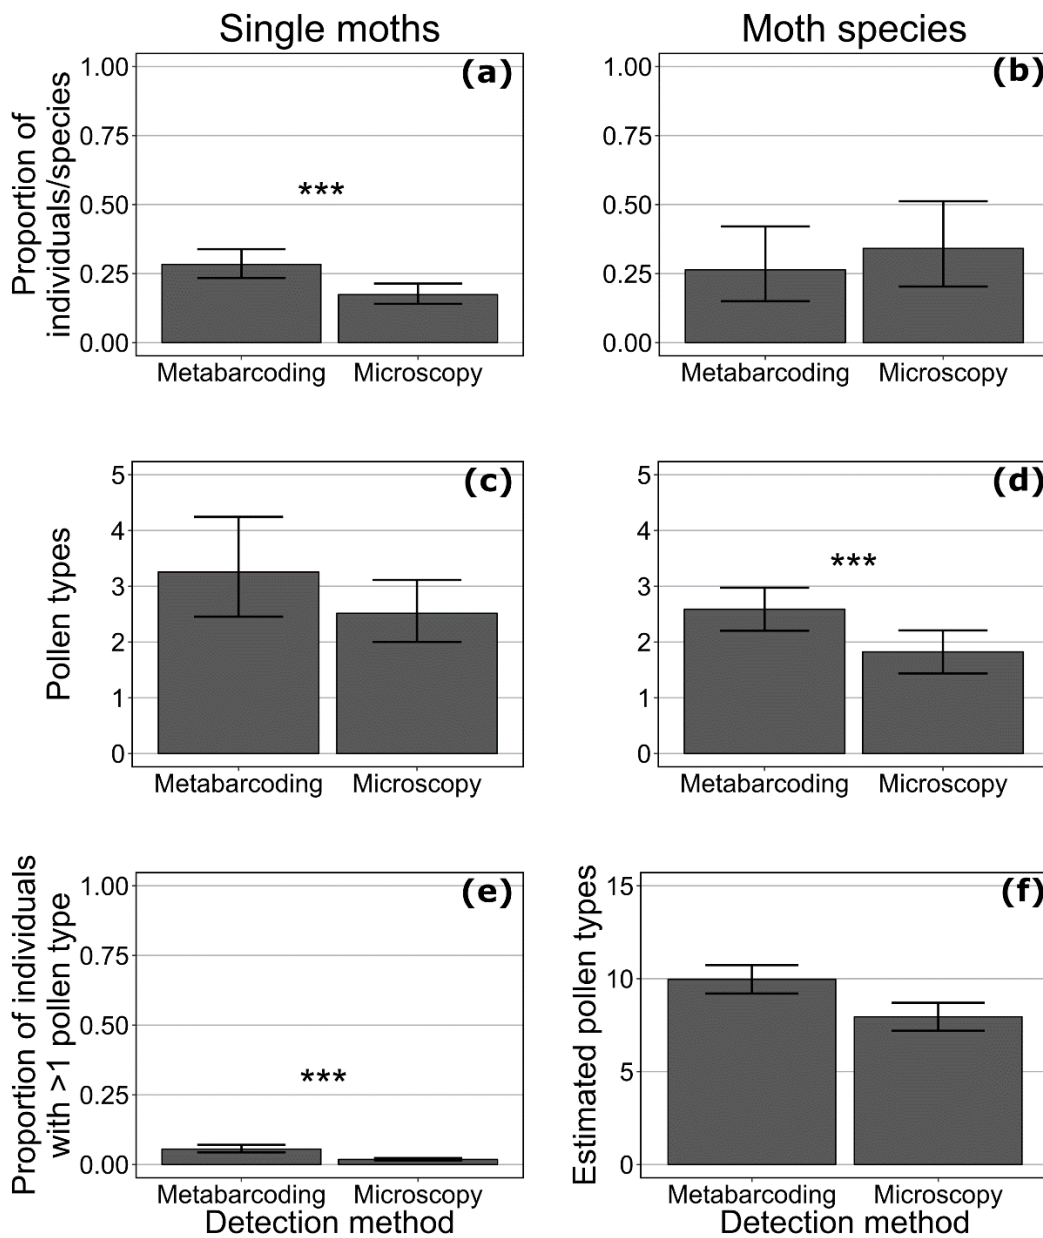 Single moths
Moth species
Proportion of
individuals/species
1.00
0.75
0.50
0.25
0.00
(a)
***
Metabarcoding Microscopy
1.00
0.75
0.50
0.25
0.00
(b)
Metabarcoding Microscopy
Pollen types
5
4
3
2
1
0
(c)
Metabarcoding Microscopy
5
4
3
2
1
0
(d)
***
Metabarcoding Microscopy
Proportion of individuals
with >1 pollen type
1.00
0.75
0.50
0.25
0.00
(e)
***
Metabarcoding Microscopy
Detection method
Estimated pollen types
15
10
5
0
(f)
Metabarcoding Microscopy
Detection method